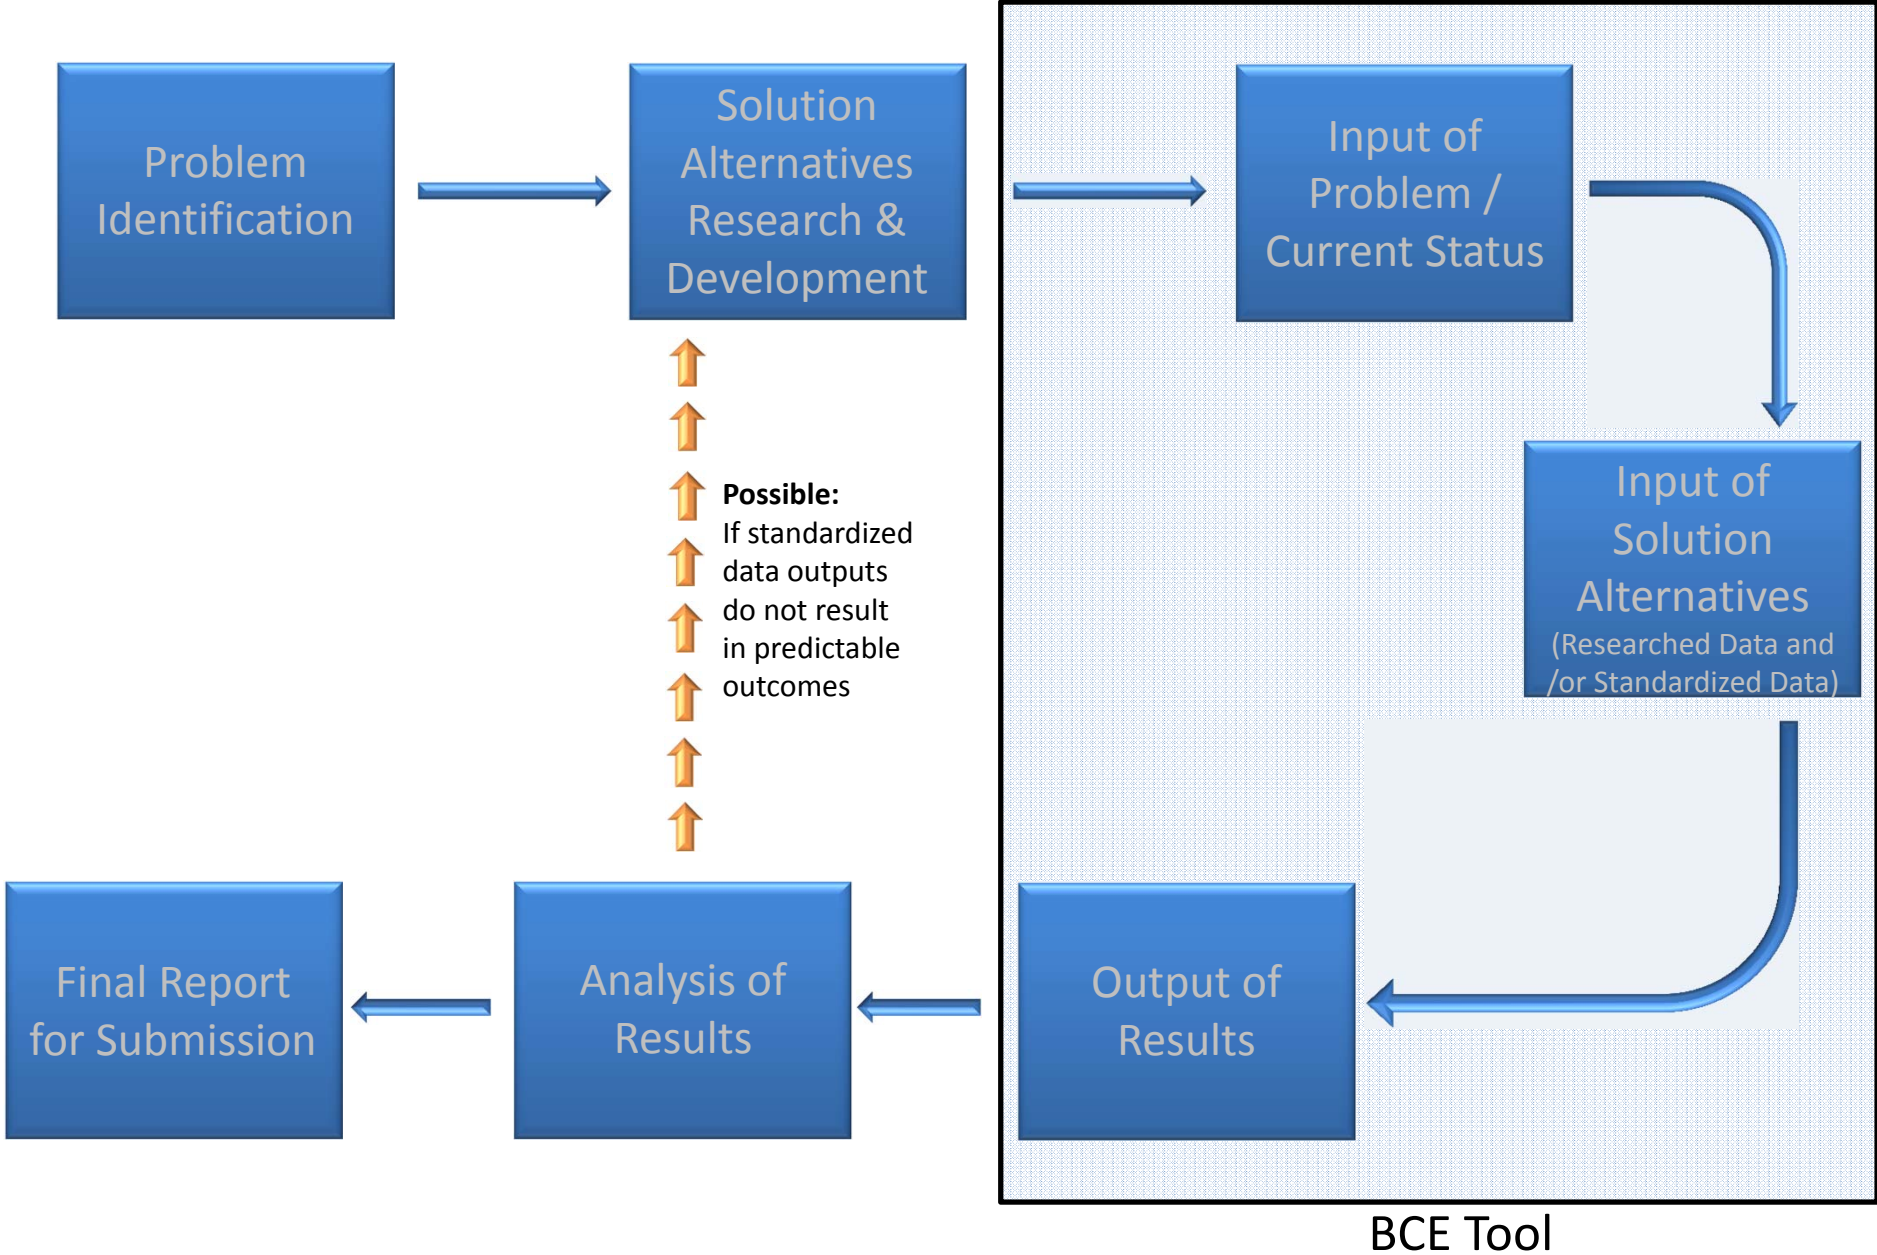 Problem
Identification
Solution
Alternatives
Research &
Development
Input of
Problem /
Current Status
Input of
Solution
Alternatives
(Researched Data and
/or Standardized Data)
Possible:
If standardized
data outputs
do not result
in predictable
outcomes
Final Report
for Submission
Analysis of
Results
Output of
Results
BCE Tool